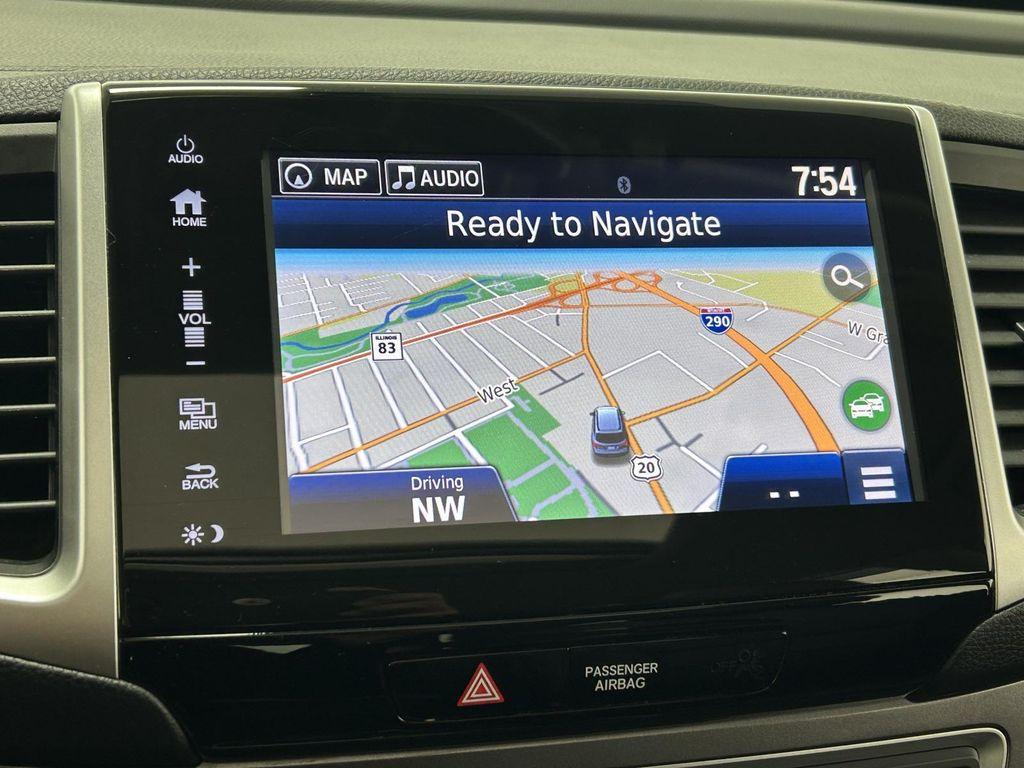 AUDIO
HOME
+
VOL
−
MENU
BACK
MAP
AUDIO
7:54
Ready to Navigate
ILLINOIS
83
290
W Gra
West
20
Driving
NW
--
PASSENGER
AIRBAG
OFF